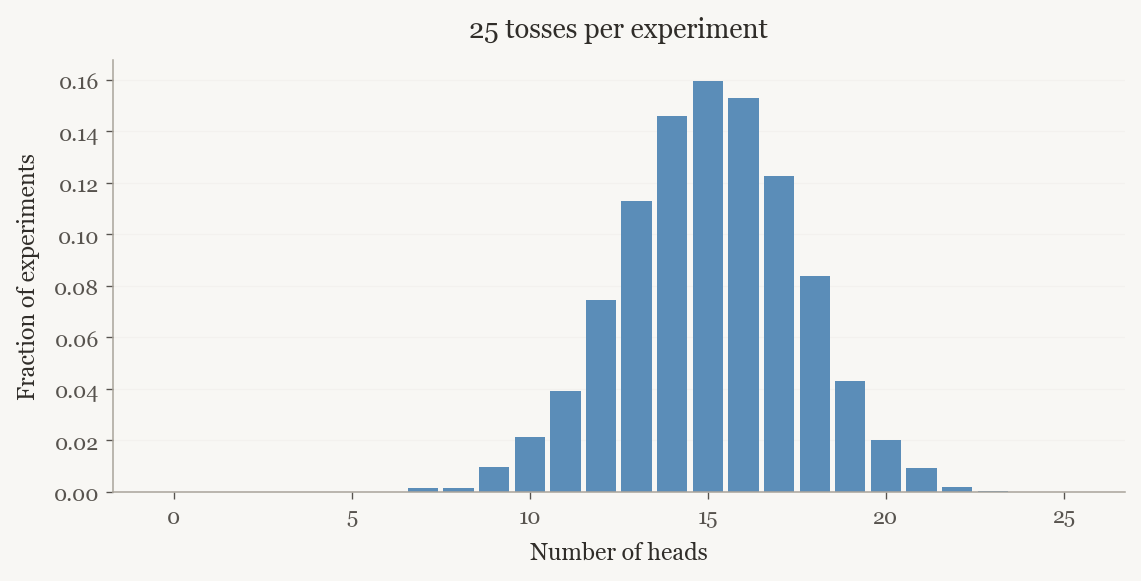 25 tosses per experiment
Fraction of experiments
0.16
0.14
0.12
0.10
0.08
0.06
0.04
0.02
0.00
0 5 10 15 20 25
Number of heads